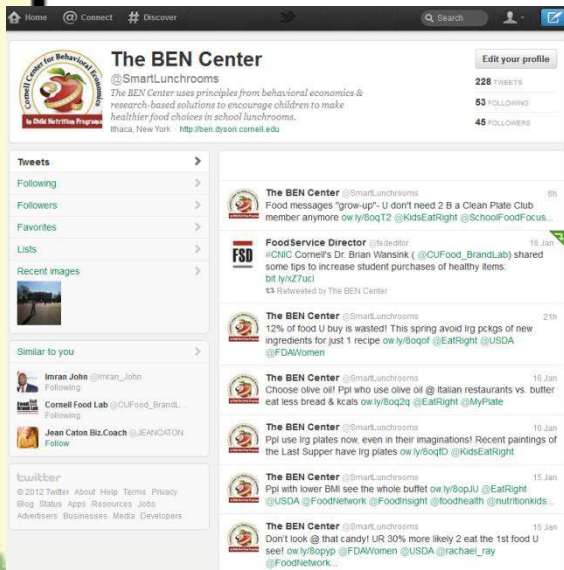 Home @ Connect # Discover Search
Cornell Center for Behavioral Economics
in Child Nutrition Programs
The BEN Center
@SmartLunchrooms
The BEN Center uses principles from behavioral economics &
research-based solutions to encourage children to make
healthier food choices in school lunchrooms.
Ithaca, New York http://ben.dyson.cornell.edu
Edit your profile
228 TWEETS
53 FOLLOWING
45 FOLLOWERS
Tweets
Following
Followers
Favorites
Lists
Recent images
Similar to you
Imran John @Imran_John
Following
Cornell Food Lab @CUFood_BrandL...
Following
Jean Caton Biz.Coach @JEANCATON
Follow
twitter
© 2012 Twitter About Help Terms Privacy
Blog Status Apps Resources Jobs
Advertisers Businesses Media Developers
The BEN Center @SmartLunchrooms 6h
Food messages "grow-up"- U don't need 2 B a Clean Plate Club
member anymore ow.ly/8oqT2 @KidsEatRight @SchoolFoodFocus...
FSD
FoodService Director @fsdeditor 16 Jan
#CNIC Cornell's Dr. Brian Wansink ( @CUFood_BrandLab) shared
some tips to increase student purchases of healthy items:
bit.ly/xZ7ucI
Retweeted by The BEN Center
The BEN Center @SmartLunchrooms 21h
12% of food U buy is wasted! This spring avoid lrg pckgs of new
ingredients for just 1 recipe ow.ly/8oqof @EatRight @USDA
@FDAWomen
The BEN Center @SmartLunchrooms 16 Jan
Choose olive oil! Ppl who use olive oil @ Italian restaurants vs. butter
eat less bread & kcals ow.ly/8oq2q @EatRight @MyPlate
The BEN Center @SmartLunchrooms 16 Jan
Ppl use lrg plates now, even in their imaginations! Recent paintings of
the Last Supper have lrg plates ow.ly/8oqfD @KidsEatRight
The BEN Center @SmartLunchrooms 15 Jan
Ppl with lower BMI see the whole buffet ow.ly/8opJU @EatRight
@USDA @FoodNetwork @FoodInsight @foodhealth @nutritionkids...
The BEN Center @SmartLunchrooms 15 Jan
Don't look @ that candy! UR 30% more likely 2 eat the 1st food U
see! ow.ly/8opyp @FDAWomen @USDA @rachael_ray
@FoodNetwork...